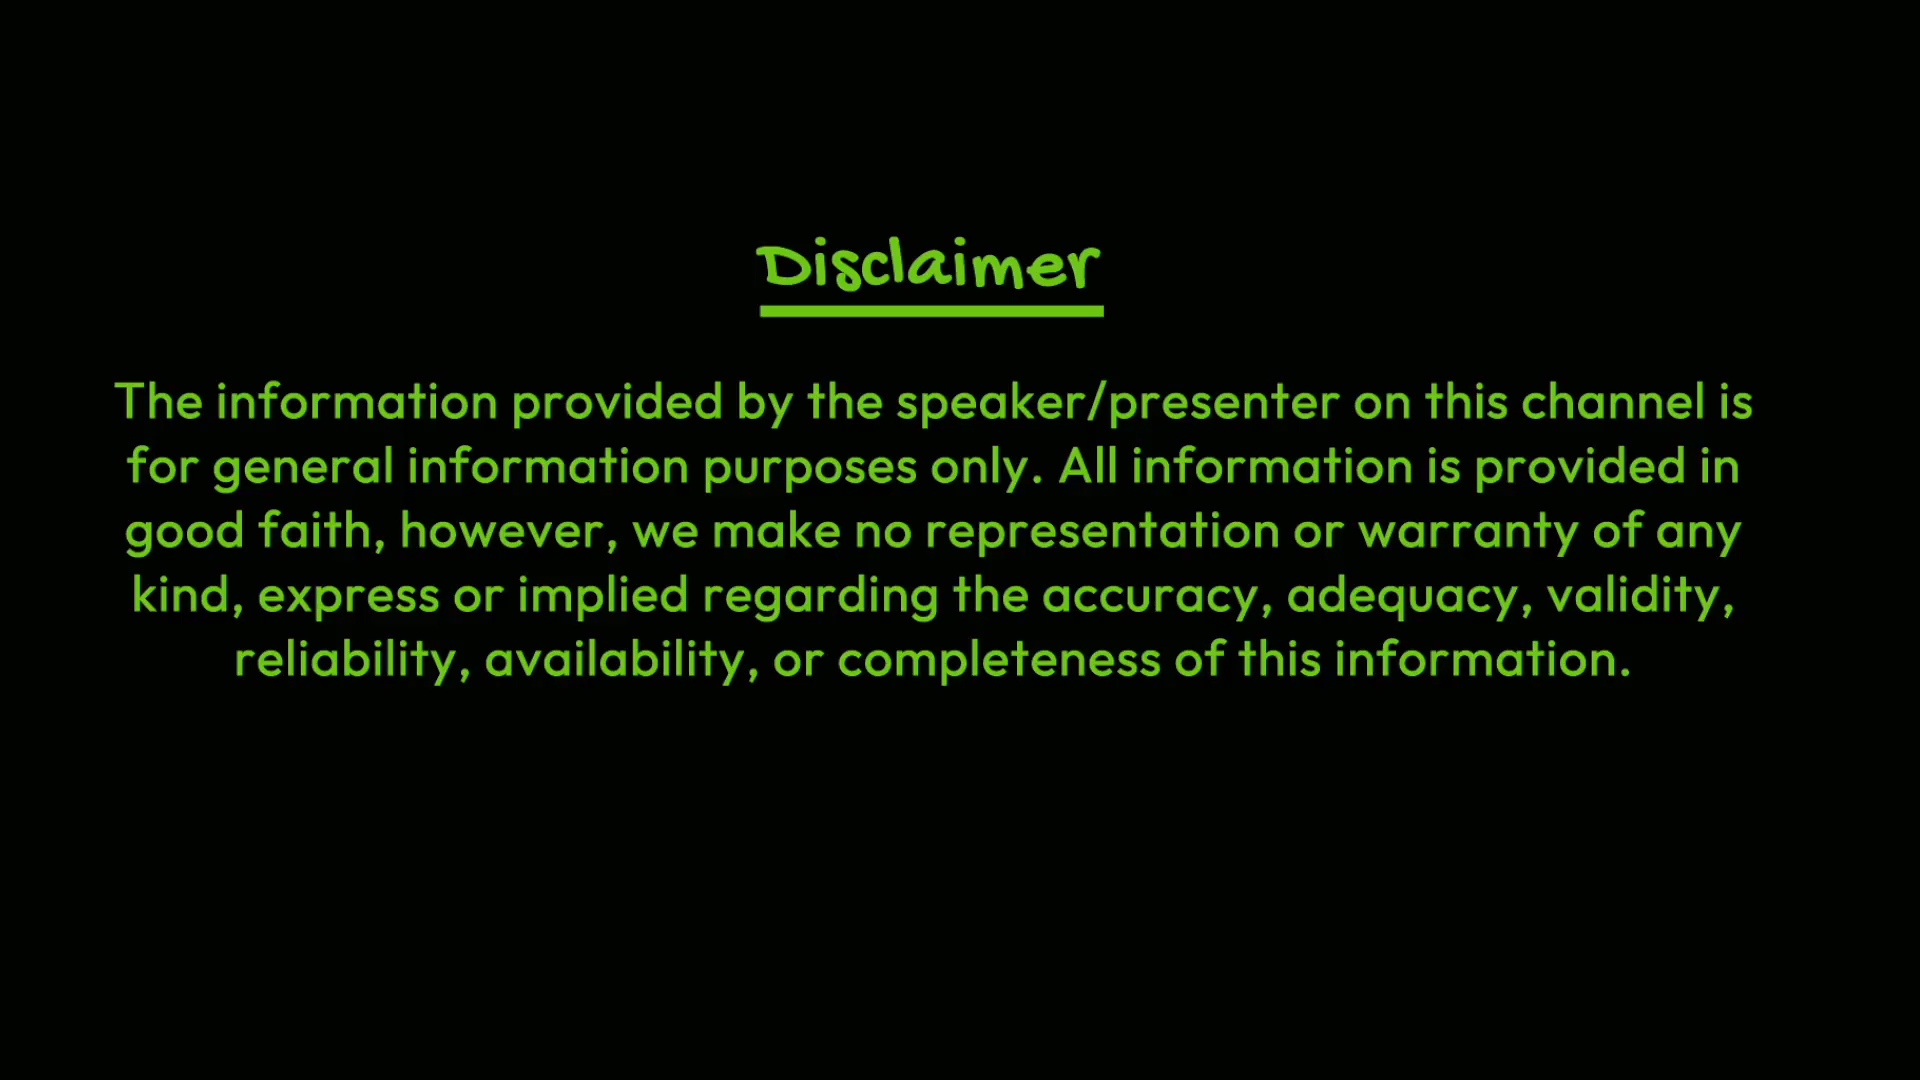 Disclaimer
The information provided by the speaker/presenter on this channel is
for general information purposes only. All information is provided in
good faith, however, we make no representation or warranty of any
kind, express or implied regarding the accuracy, adequacy, validity,
reliability, availability, or completeness of this information.